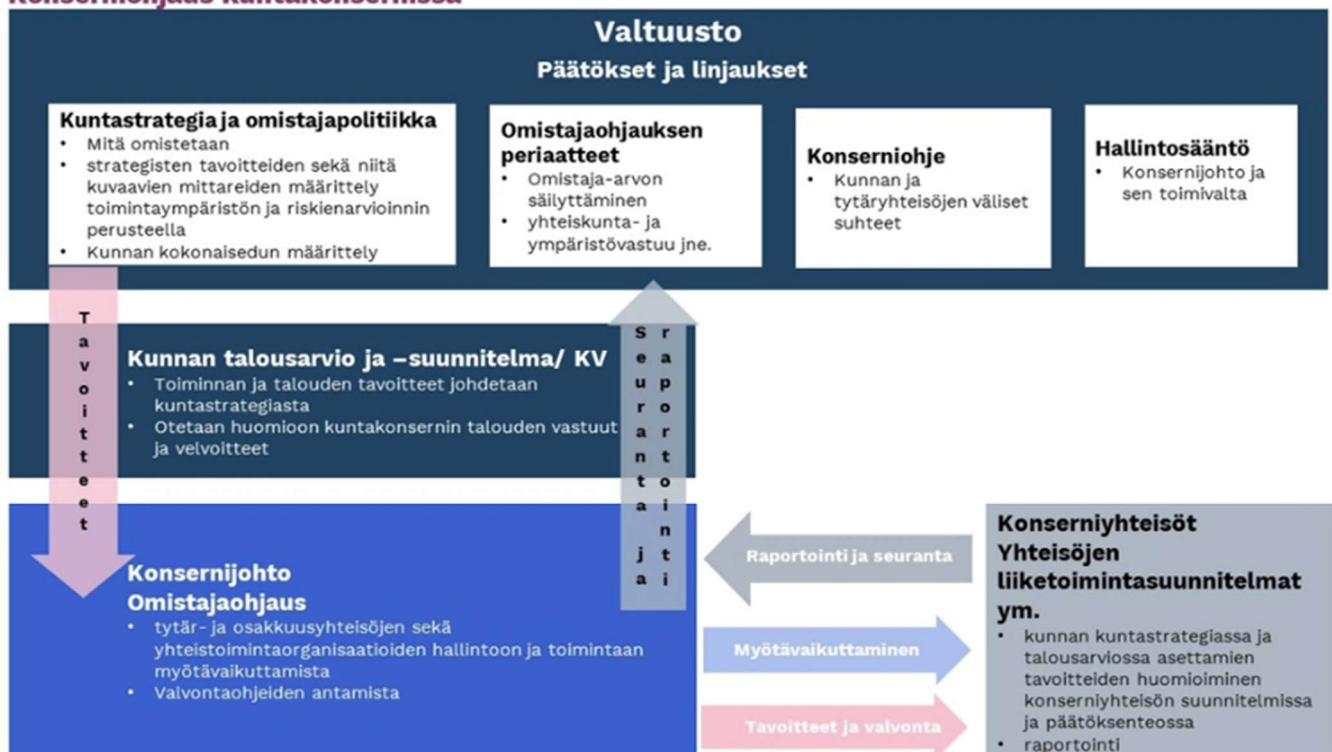 Konserniohjaus kuntakonsernissa
Valtuusto
Päätökset ja linjaukset
Kuntastrategia ja omistajapolitiikka
• Mitä omistetaan
• strategisten tavoitteiden sekä niitä
kuvaavien mittareiden määrittely
toimintaympäristön ja riskienarvioinnin
perusteella
• Kunnan kokonaisedun määrittely
Omistajaohjauksen
periaatteet
• Omistaja-arvon
säilyttäminen
• yhteiskunta- ja
ympäristövastuu jne.
Konserniohje
• Kunnan ja
tytäryhteisöjen väliset
suhteet
Hallintosääntö
• Konsernijohto ja
sen toimivalta
Tavoitteet
Seuranta ja
raportointi
Kunnan talousarvio ja –suunnitelma/ KV
• Toiminnan ja talouden tavoitteet johdetaan
kuntastrategiasta
• Otetaan huomioon kuntakonsernin talouden vastuut
ja velvoitteet
Konsernijohto
Omistajaohjaus
• tytär- ja osakkuusyhteisöjen sekä
yhteistoimintaorganisaatioiden hallintoon ja toimintaan
myötävaikuttamista
• Valvontaohjeiden antamista
Raportointi ja seuranta
Myötävaikuttaminen
Tavoitteet ja valvonta
Konserniyhteisöt
Yhteisöjen
liiketoimintasuunnitelmat
ym.
• kunnan kuntastrategiassa ja
talousarviossa asettamien
tavoitteiden huomioiminen
konserniyhteisön suunnitelmissa
ja päätöksenteossa
• raportointi